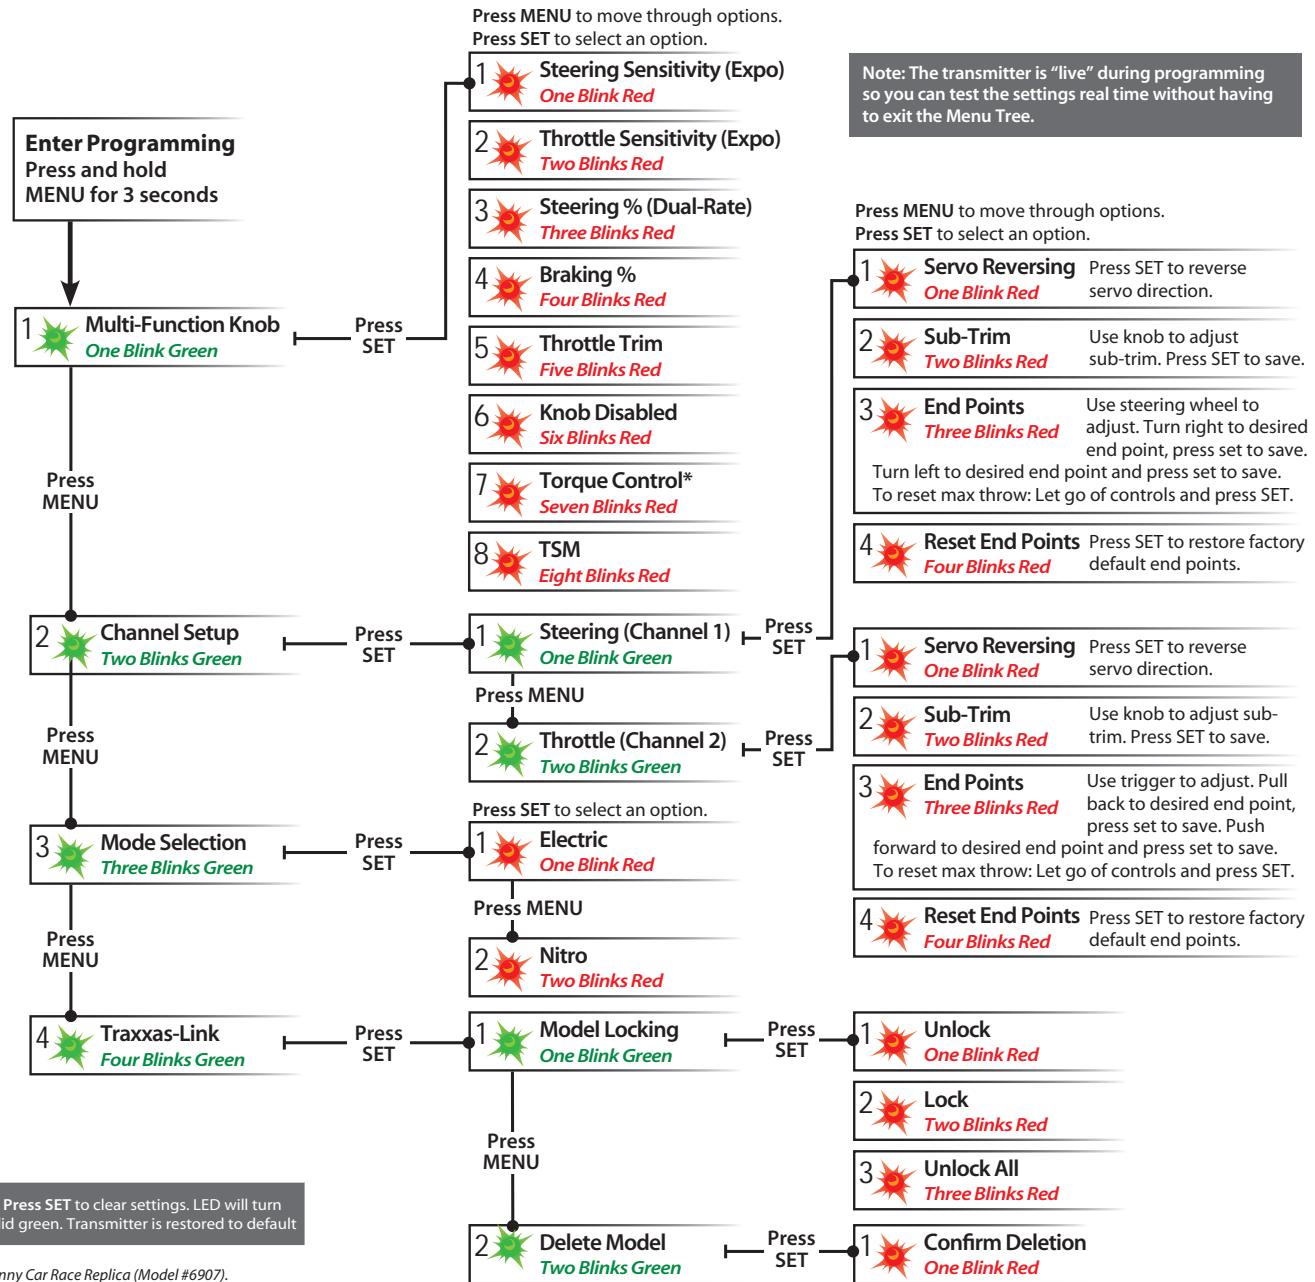 Press MENU to move through options.
Press SET to select an option.
1 Steering Sensitivity (Expo)
One Blink Red
2 Throttle Sensitivity (Expo)
Two Blinks Red
3 Steering % (Dual-Rate)
Three Blinks Red
4 Braking %
Four Blinks Red
5 Throttle Trim
Five Blinks Red
6 Knob Disabled
Six Blinks Red
7 Torque Control*
Seven Blinks Red
8 TSM
Eight Blinks Red
Note: The transmitter is “live” during programming
so you can test the settings real time without having
to exit the Menu Tree.
Enter Programming
Press and hold
MENU for 3 seconds
1 Multi-Function Knob
One Blink Green
Press
SET
Press
MENU
2 Channel Setup
Two Blinks Green
Press
SET
1 Steering (Channel 1)
One Blink Green
Press
SET
Press MENU
2 Throttle (Channel 2)
Two Blinks Green
Press
SET
Press MENU to move through options.
Press SET to select an option.
1 Servo Reversing
One Blink Red
Press SET to reverse
servo direction.
2 Sub-Trim
Two Blinks Red
Use knob to adjust
sub-trim. Press SET to save.
3 End Points
Three Blinks Red
Use steering wheel to
adjust. Turn right to desired
end point, press set to save.
Turn left to desired end point and press set to save.
To reset max throw: Let go of controls and press SET.
4 Reset End Points
Four Blinks Red
Press SET to restore factory
default end points.
1 Servo Reversing
One Blink Red
Press SET to reverse
servo direction.
2 Sub-Trim
Two Blinks Red
Use knob to adjust sub-
trim. Press SET to save.
3 End Points
Three Blinks Red
Use trigger to adjust. Pull
back to desired end point,
press set to save. Push
forward to desired end point and press set to save.
To reset max throw: Let go of controls and press SET.
4 Reset End Points
Four Blinks Red
Press SET to restore factory
default end points.
Press
MENU
3 Mode Selection
Three Blinks Green
Press
SET
Press SET to select an option.
1 Electric
One Blink Red
Press MENU
2 Nitro
Two Blinks Red
Press
MENU
4 Traxxas-Link
Four Blinks Green
Press
SET
1 Model Locking
One Blink Green
Press
SET
1 Unlock
One Blink Red
2 Lock
Two Blinks Red
3 Unlock All
Three Blinks Red
Press
MENU
2 Delete Model
Two Blinks Green
Press
SET
1 Confirm Deletion
One Blink Red
Press SET to clear settings. LED will turn
lid green. Transmitter is restored to default
nny Car Race Replica (Model #6907).